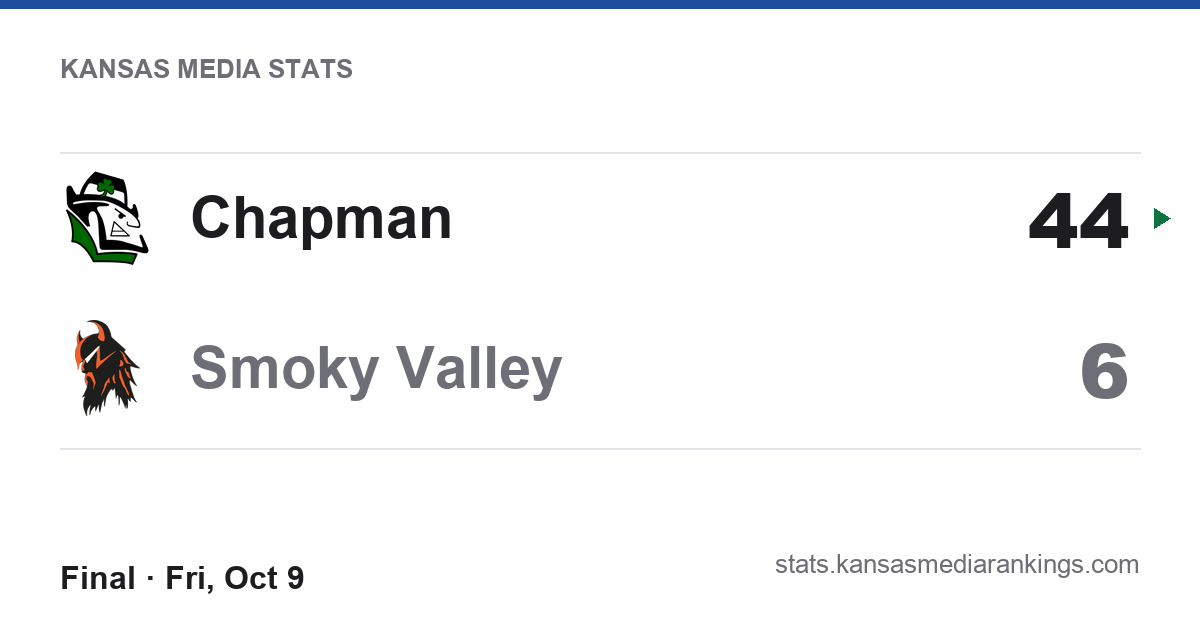 KANSAS MEDIA STATS
Chapman 44
Smoky Valley 6
Final · Fri, Oct 9
stats.kansasmediarankings.com